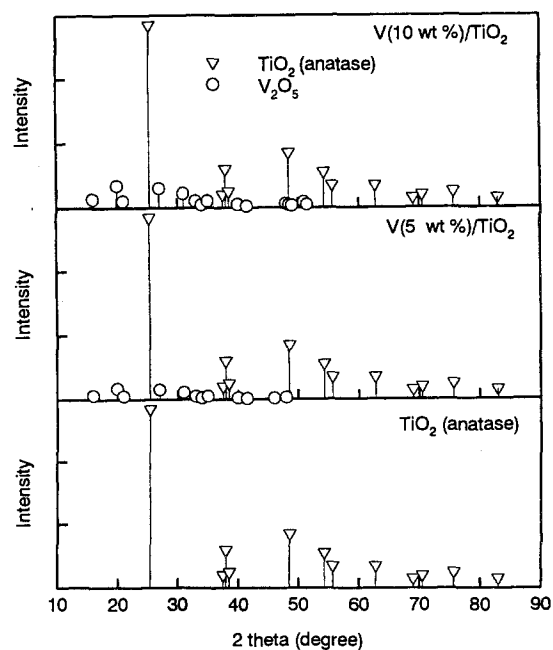 V(10 wt %)/TiO₂
TiO₂ (anatase)
V₂O₅
Intensity
V(5 wt %)/TiO₂
Intensity
TiO₂ (anatase)
Intensity
10 20 30 40 50 60 70 80 90
2 theta (degree)